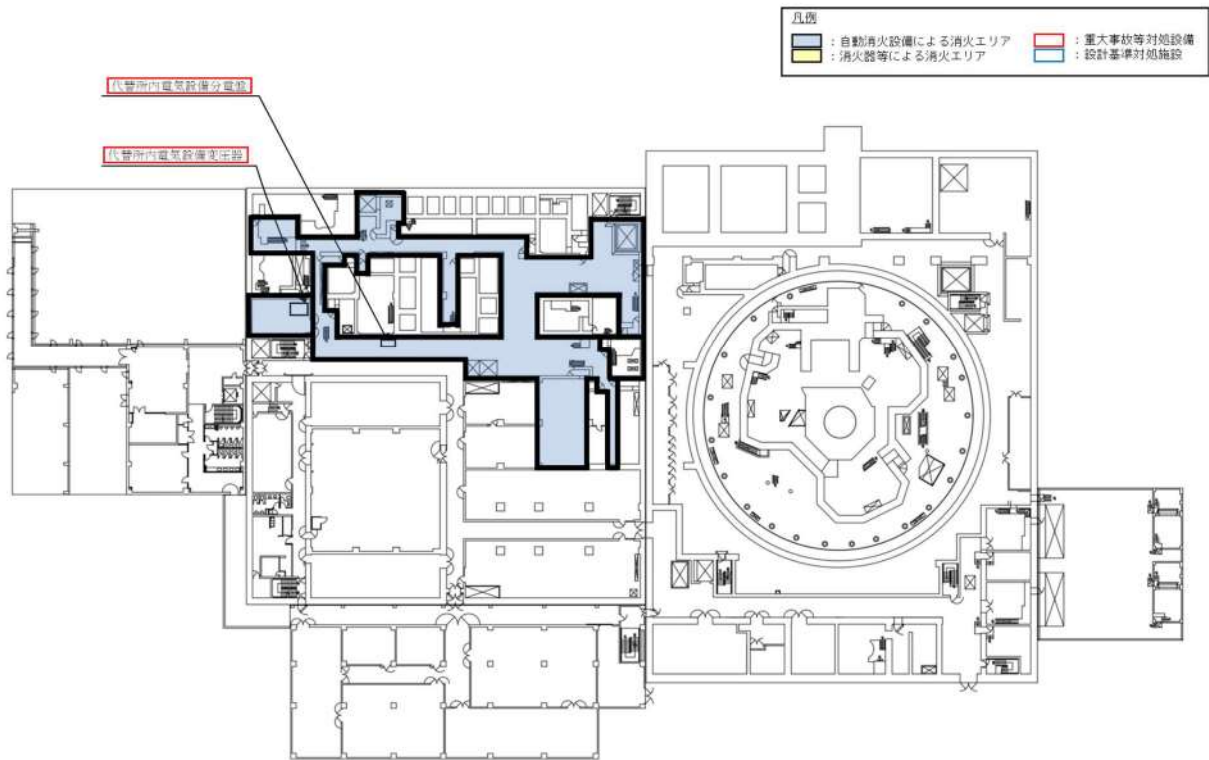 凡例
：自動消火設備による消火エリア
：消火器等による消火エリア
：重大事故等対処設備
：設計基準対処施設
代替所内電気設備分電盤
代替所内電気設備変圧器